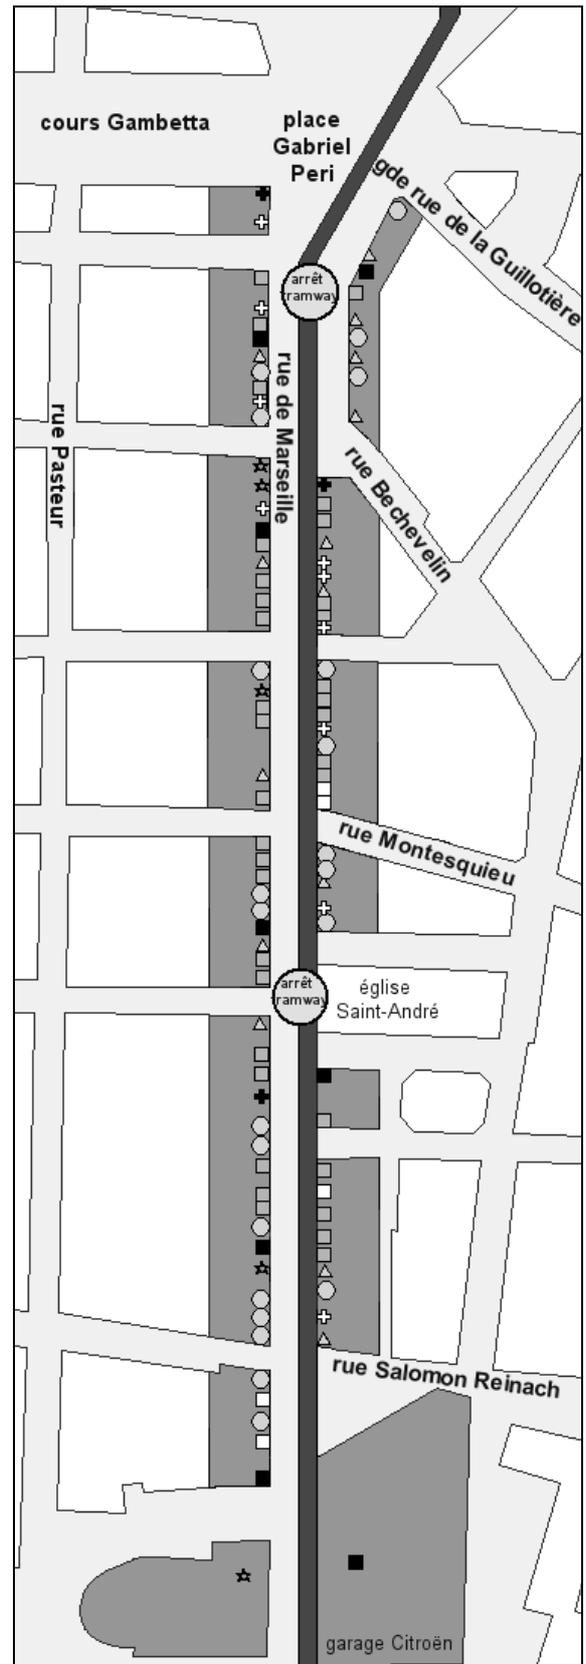 cours Gambetta
place
Gabriel
Peri
gde rue de la Guillotière
arrêt
tramway
rue de Marseille
rue Pasteur
rue Bechevelin
rue Montesquieu
arrêt
tramway
église
Saint-André
rue Salomon Reinach
garage Citroën